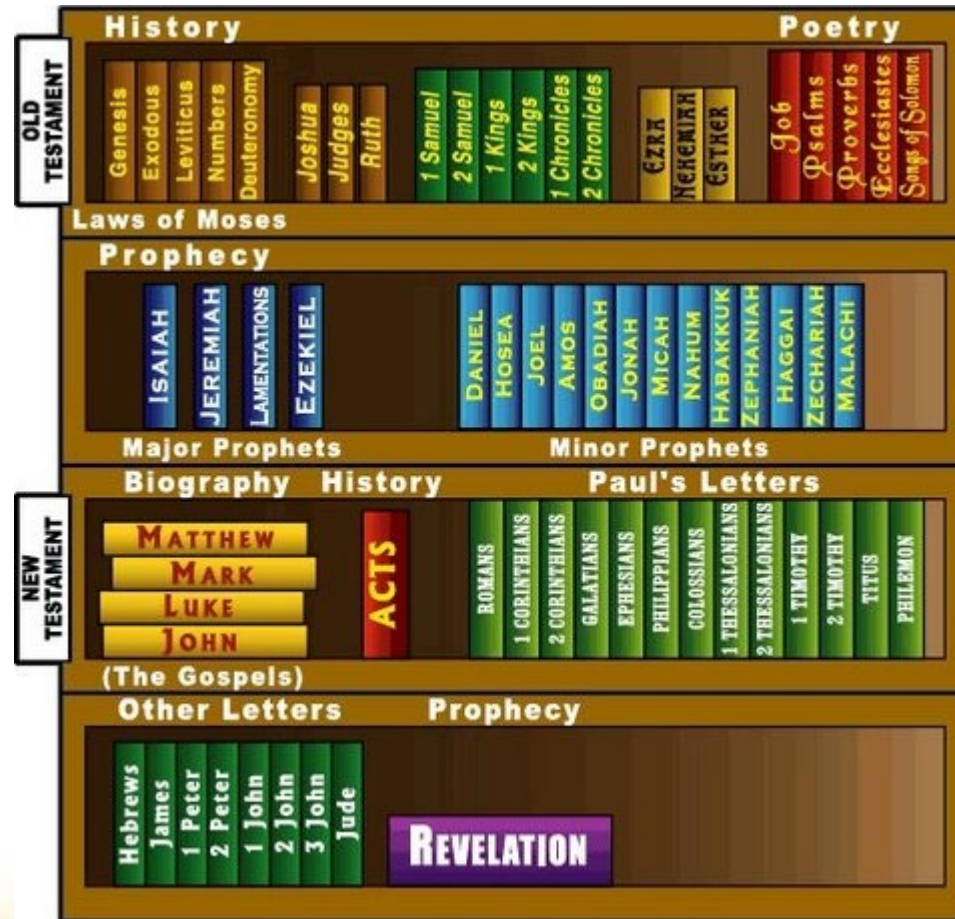 OLD
TESTAMENT
History
Poetry
Genesis
Exodous
Leviticus
Numbers
Deuteronomy
Joshua
Judges
Ruth
1 Samuel
2 Samuel
1 Kings
2 Kings
1 Chronicles
2 Chronicles
EZRA
NEHEMIAH
ESTHER
Job
Psalms
Proverbs
Ecclesiastes
Songs of Solomon
Laws of Moses
Prophecy
ISAIAH
JEREMIAH
LAMENTATIONS
EZEKIEL
DANIEL
HOSEA
JOEL
AMOS
OBADIAH
JONAH
MICAH
NAHUM
HABAKKUK
ZEPHANIAH
HAGGAI
ZECHARIAH
MALACHI
Major Prophets
Minor Prophets
NEW
TESTAMENT
Biography
History
Paul's Letters
MATTHEW
MARK
LUKE
JOHN
ACTS
ROMANS
1 CORINTHIANS
2 CORINTHIANS
GALATIANS
EPHESIANS
PHILIPPIANS
COLOSSIANS
1 THESSALONIANS
2 THESSALONIANS
1 TIMOTHY
2 TIMOTHY
TITUS
PHILEMON
(The Gospels)
Other Letters
Prophecy
Hebrews
James
1 Peter
2 Peter
1 John
2 John
3 John
Jude
REVELATION